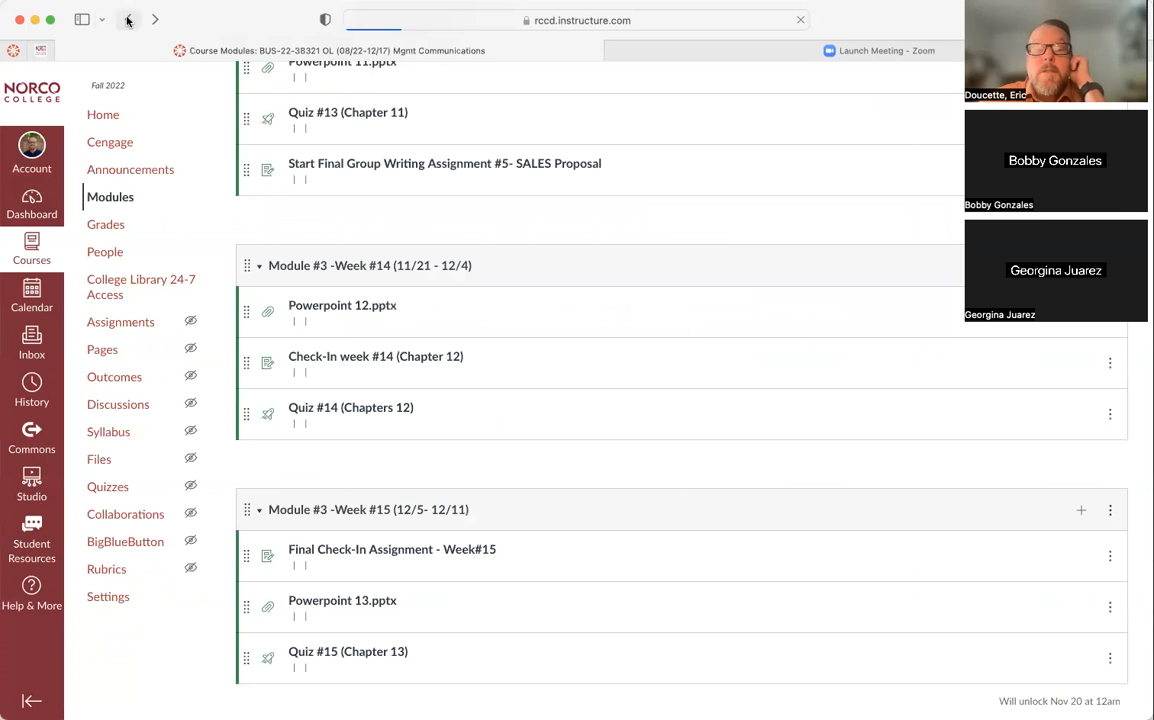 rccd.instructure.com
Course Modules: BUS-22-38321 OL (08/22-12/17) Mgmt Communications
Launch Meeting - Zoom
NORCO
COLLEGE
Account
Dashboard
Courses
Calendar
Inbox
History
Commons
Studio
Student
Resources
Help & More
Fall 2022
Home
Cengage
Announcements
Modules
Grades
People
College Library 24-7
Access
Assignments
Pages
Outcomes
Discussions
Syllabus
Files
Quizzes
Collaborations
BigBlueButton
Rubrics
Settings
Powerpoint 11.pptx
Quiz #13 (Chapter 11)
Start Final Group Writing Assignment #5- SALES Proposal
Module #3 -Week #14 (11/21 - 12/4)
Powerpoint 12.pptx
Check-In week #14 (Chapter 12)
Quiz #14 (Chapters 12)
Module #3 -Week #15 (12/5- 12/11)
Final Check-In Assignment - Week#15
Powerpoint 13.pptx
Quiz #15 (Chapter 13)
Will unlock Nov 20 at 12am
Doucette, Eric
Bobby Gonzales
Bobby Gonzales
Georgina Juarez
Georgina Juarez